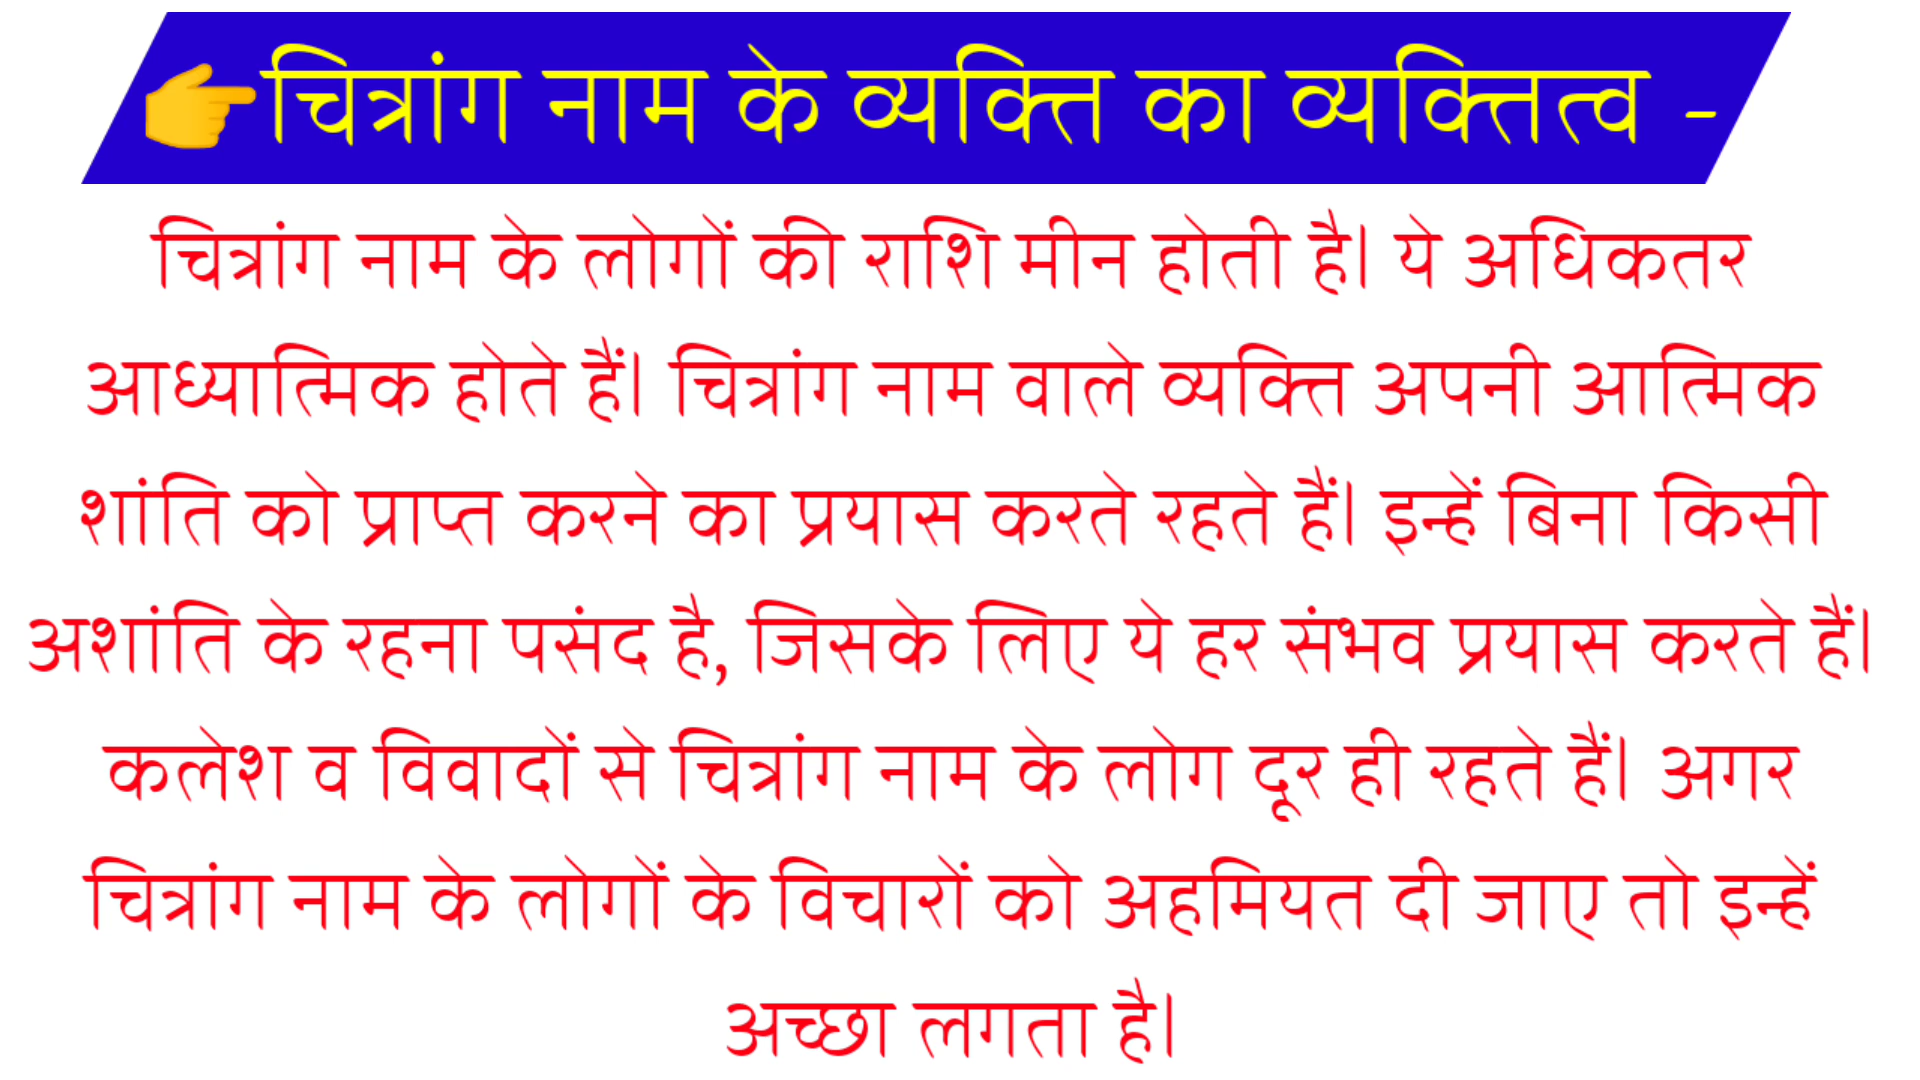 👉चित्रांग नाम के व्यक्ति का व्यक्तितत्व -
चित्रांग नाम के लोगों की राशि मीन होती है। ये अधिकतर
आध्यात्मिक होते हैं। चित्रांग नाम वाले व्यक्ति अपनी आत्मिक
शांति को प्राप्त करने का प्रयास करते रहते हैं। इन्हें बिना किसी
अशांति के रहना पसंद है, जिसके लिए ये हर संभव प्रयास करते हैं।
कलेश व विवादों से चित्रांग नाम के लोग दूर ही रहते हैं। अगर
चित्रांग नाम के लोगों के विचारों को अहमियत दी जाए तो इन्हें
अच्छा लगता है।